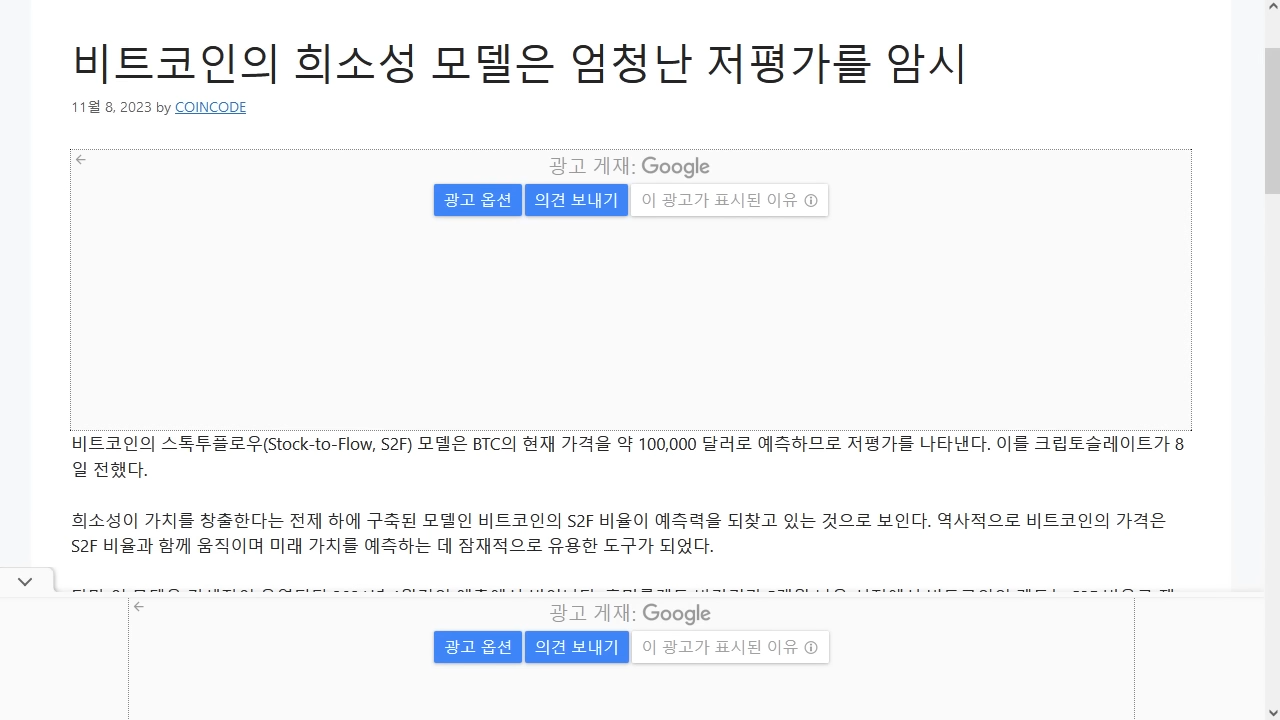 비트코인의 희소성 모델은 엄청난 저평가를 암시
11월 8, 2023 by COINCODE
광고 게재: Google
광고 옵션 의견 보내기 이 광고가 표시된 이유
비트코인의 스톡투플로우(Stock-to-Flow, S2F) 모델은 BTC의 현재 가격을 약 100,000 달러로 예측하므로 저평가를 나타낸다. 이를 크립토슬레이트가 8
일 전했다.
희소성이 가치를 창출한다는 전제 하에 구축된 모델인 비트코인의 S2F 비율이 예측력을 되찾고 있는 것으로 보인다. 역사적으로 비트코인의 가격은
S2F 비율과 함께 움직이며 미래 가치를 예측하는 데 잠재적으로 유용한 도구가 되었다.
광고 게재: Google
광고 옵션 의견 보내기 이 광고가 표시된 이유